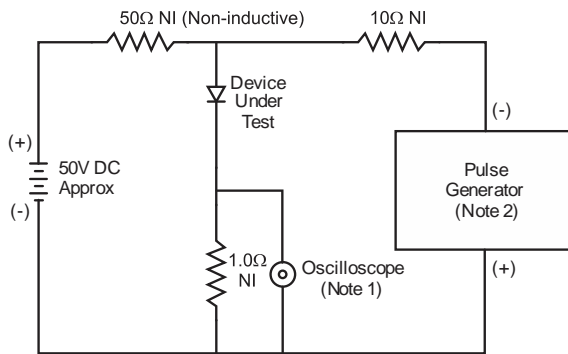 50Ω NI (Non-inductive)
10Ω NI
Device
Under
Test
(+)
50V DC
Approx
(-)
(-)
Pulse
Generator
(Note 2)
(+)
1.0Ω
NI
Oscilloscope
(Note 1)